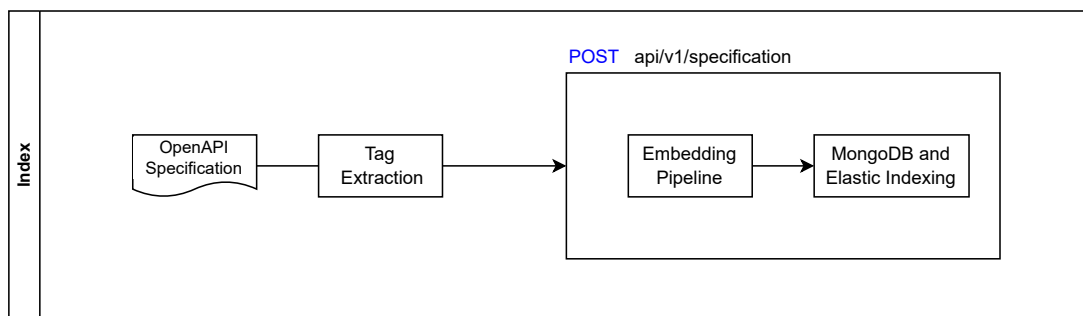 POST api/v1/specification
Index
OpenAPI
Specification
Tag
Extraction
Embedding
Pipeline
MongoDB and
Elastic Indexing